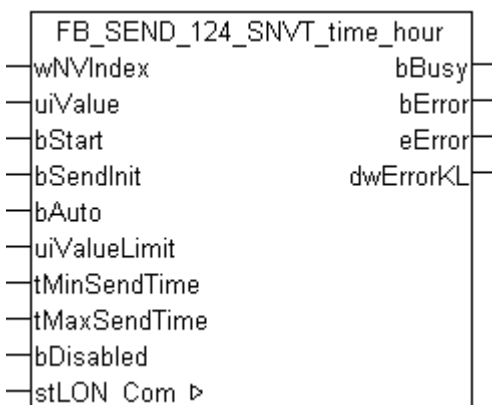 FB_SEND_124_SNVT_time_hour
wNVIndex bBusy
uiValue bError
bStart eError
bSendInit dwErrorKL
bAuto
uiValueLimit
tMinSendTime
tMaxSendTime
bDisabled
stLON_Com ▷